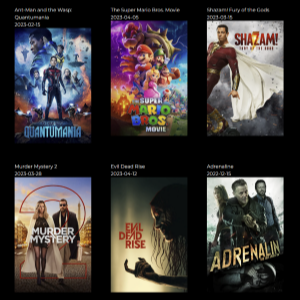 Ant-Man and the Wasp:
Quantumania
2023-02-15
The Super Mario Bros. Movie
2023-04-05
Shazam! Fury of the Gods
2023-03-15
QUANTUMANIA
SUPER
MARIO
BROS.
MOVIE
SHAZAM!
FURY OF THE GODS
Murder Mystery 2
2023-03-28
Evil Dead Rise
2023-04-12
Adrenaline
2022-12-15
2
MURDER
MYSTERY
EVIL
DEAD
RISE
ADRENALIN